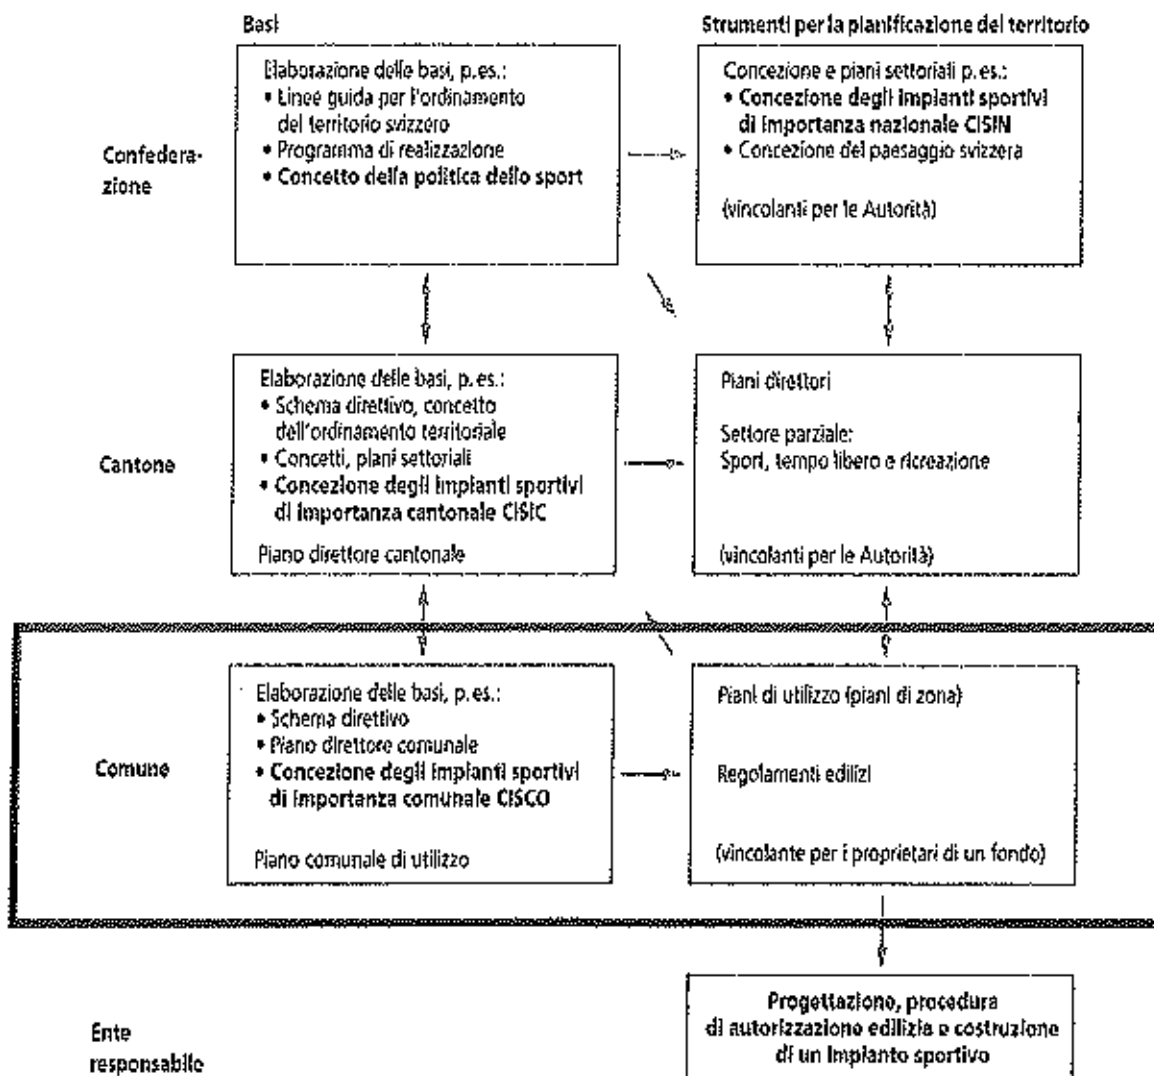 Basi
Strumenti per la planificazione del territorio
Confedera-
zione
Elaborazione delle basi, p. es.:
• Linee guida per l'ordinamento
del territorio svizzero
• Programma di realizzazione
• Concetto della politica dello sport
Concezione e piani settoriali p. es.:
• Concezione degli impianti sportivi
di importanza nazionale CISIN
• Concezione del paesaggio svizzera
(vincolanti per le Autorità)
Cantone
Elaborazione delle basi, p. es.:
• Schema direttivo, concetto
dell'ordinamento territoriale
• Concetti, piani settoriali
• Concezione degli impianti sportivi
di importanza cantonale CISIC
Piano direttore cantonale
Piani direttori
Settore parziale:
Sport, tempo libero e ricreazione
(vincolanti per le Autorità)
Comune
Elaborazione delle basi, p. es.:
• Schema direttivo
• Piano direttore comunale
• Concezione degli impianti sportivi
di importanza comunale CISCO
Piano comunale di utilizzo
Piani di utilizzo (piani di zona)
Regolamenti edilizi
(vincolante per i proprietari di un fondo)
Ente
responsabile
Progettazione, procedura
di autorizzazione edilizia e costruzione
di un impianto sportivo